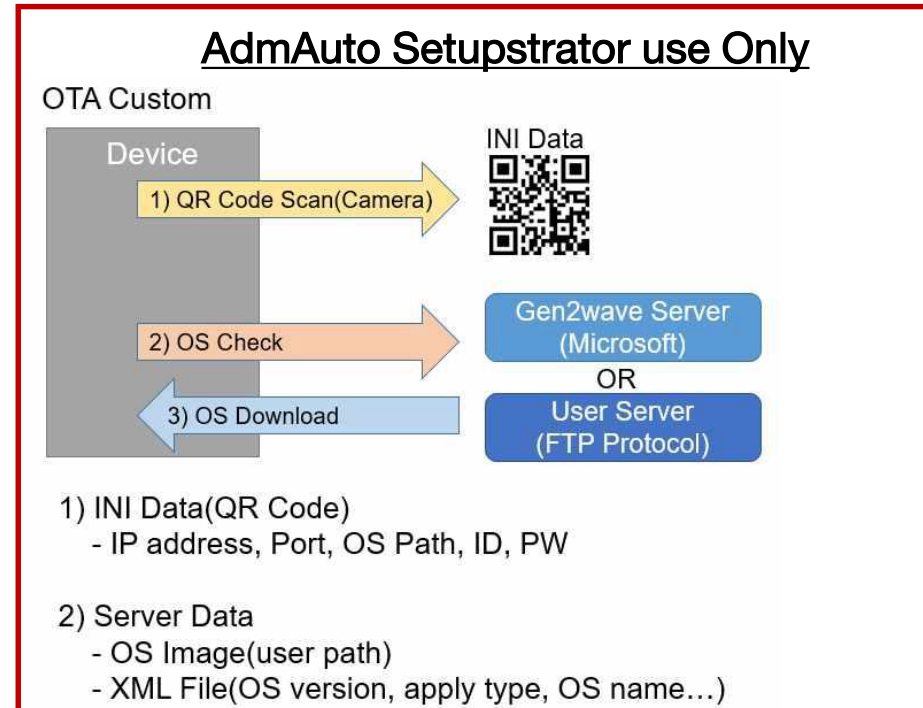 AdmAuto Setupstrator use Only
OTA Custom
Device
INI Data
1) QR Code Scan(Camera)
2) OS Check
Gen2wave Server
(Microsoft)
OR
3) OS Download
User Server
(FTP Protocol)
1) INI Data(QR Code)
- IP address, Port, OS Path, ID, PW
2) Server Data
- OS Image(user path)
- XML File(OS version, apply type, OS name…)